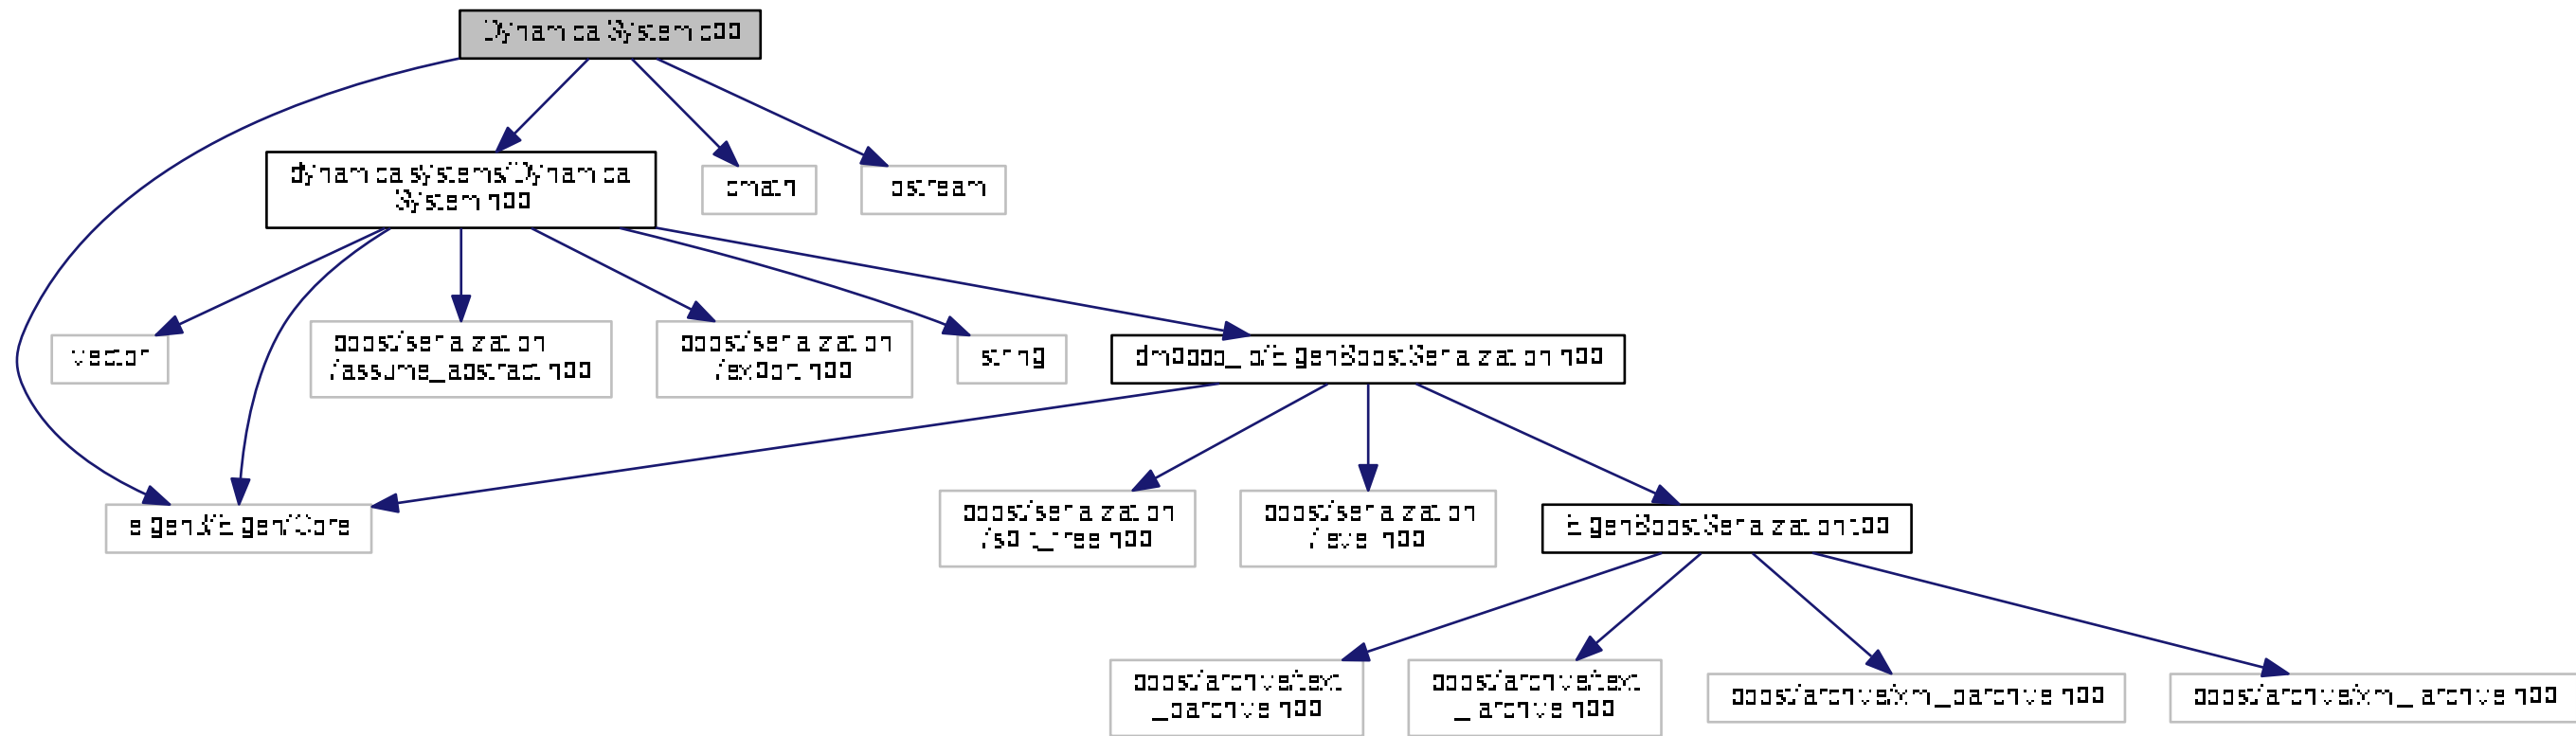 DynamicalSystem.cpp
dynamicalsystems/Dynamical
System.hpp
cmath
iostream
vector
boost/serialization
/assume_abstract.hpp
boost/serialization
/export.hpp
string
dmpbbo_io/EigenBoostSerialization.hpp
eigen3/Eigen/Core
boost/serialization
/split_free.hpp
boost/serialization
/level.hpp
EigenBoostSerialization.tpp
boost/archive/text
_oarchive.hpp
boost/archive/text
_iarchive.hpp
boost/archive/xml_oarchive.hpp
boost/archive/xml_iarchive.hpp